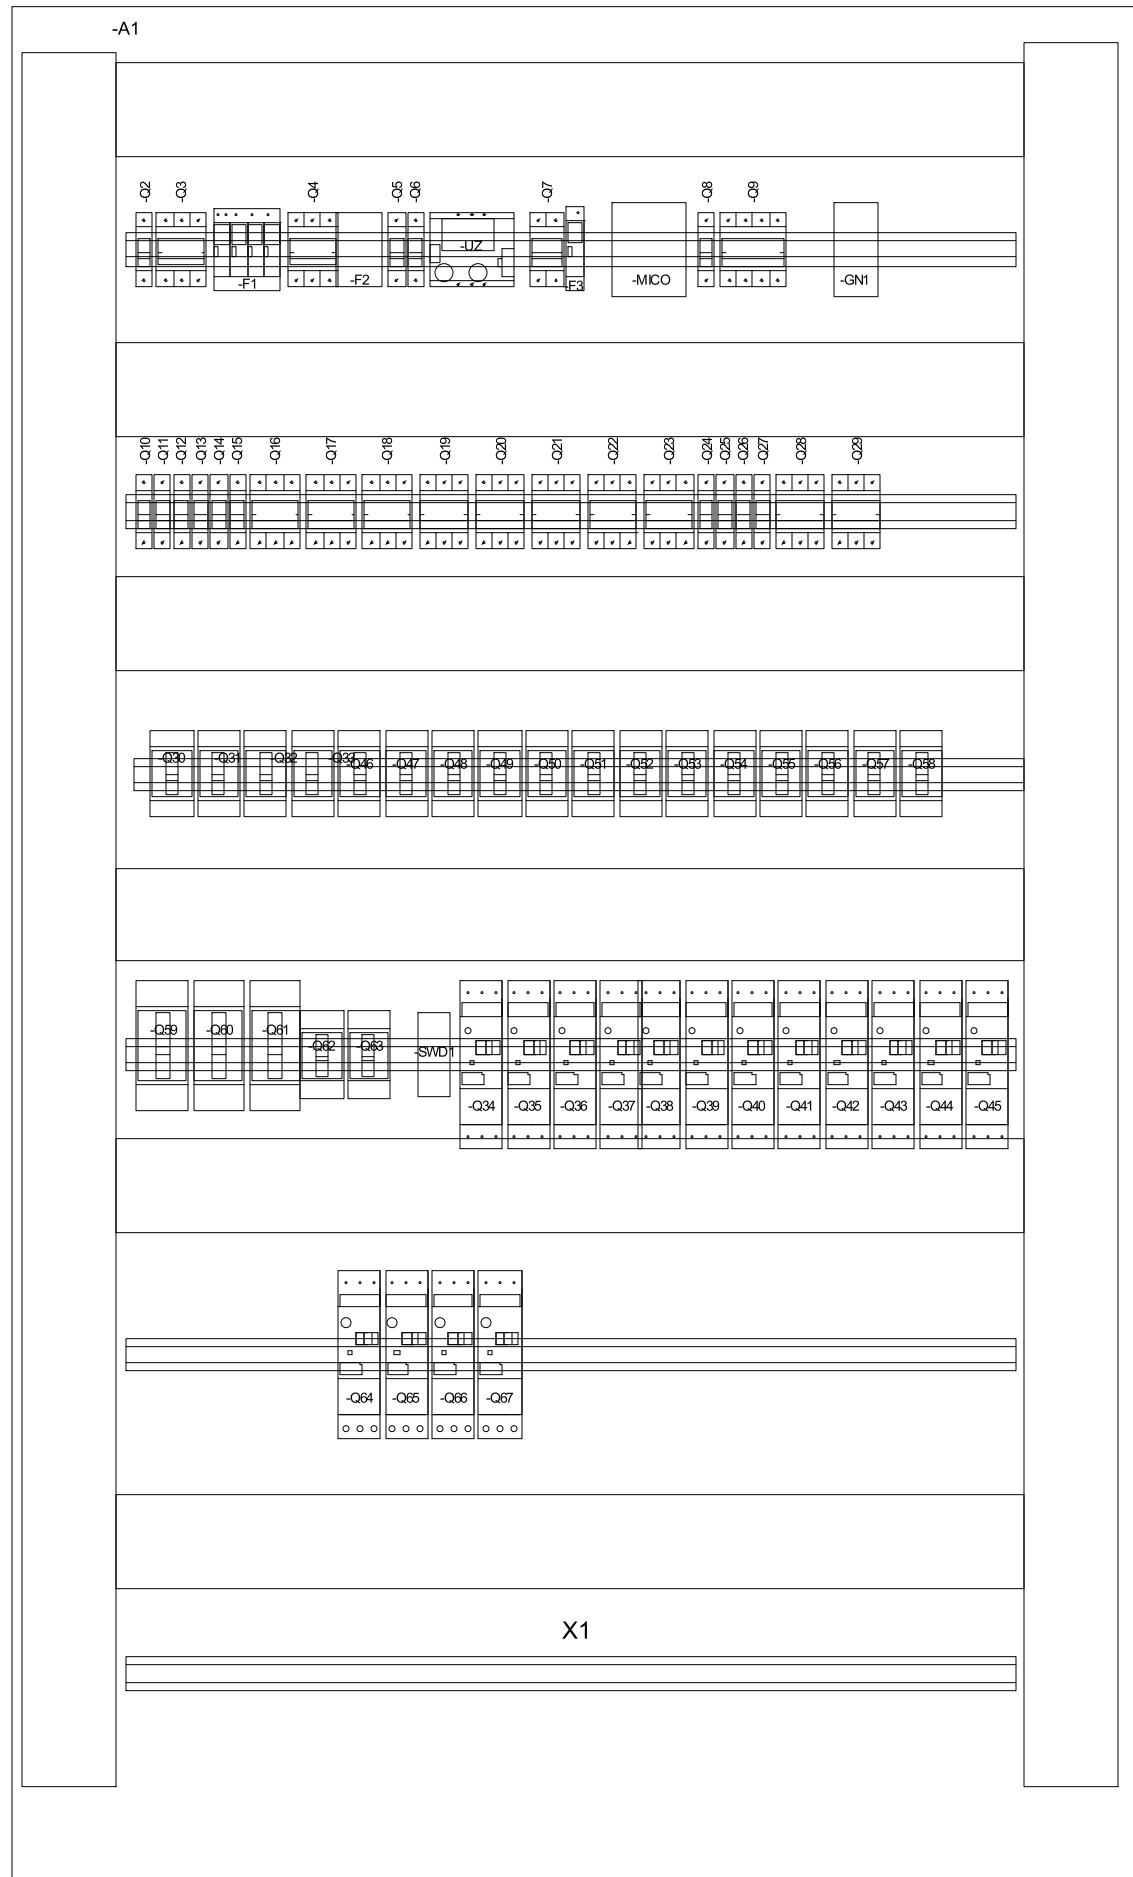 -A1
-Q2 -Q3 -Q4 -Q5 -Q6 -Q7 -Q8 -Q9
-UZ
-F1 -F2 -F3 -MICO -GN1
-Q10 -Q11 -Q12 -Q13 -Q14 -Q15 -Q16 -Q17 -Q18 -Q19 -Q20 -Q21 -Q22 -Q23 -Q24 -Q25 -Q26 -Q27 -Q28 -Q29
-Q30 -Q31 -Q32 -Q33 -Q46 -Q47 -Q48 -Q49 -Q50 -Q51 -Q52 -Q53 -Q54 -Q55 -Q56 -Q57 -Q58
-Q59 -Q60 -Q61 -Q62 -Q63 -SWD1
-Q34 -Q35 -Q36 -Q37 -Q38 -Q39 -Q40 -Q41 -Q42 -Q43 -Q44 -Q45
-Q64 -Q65 -Q66 -Q67
X1